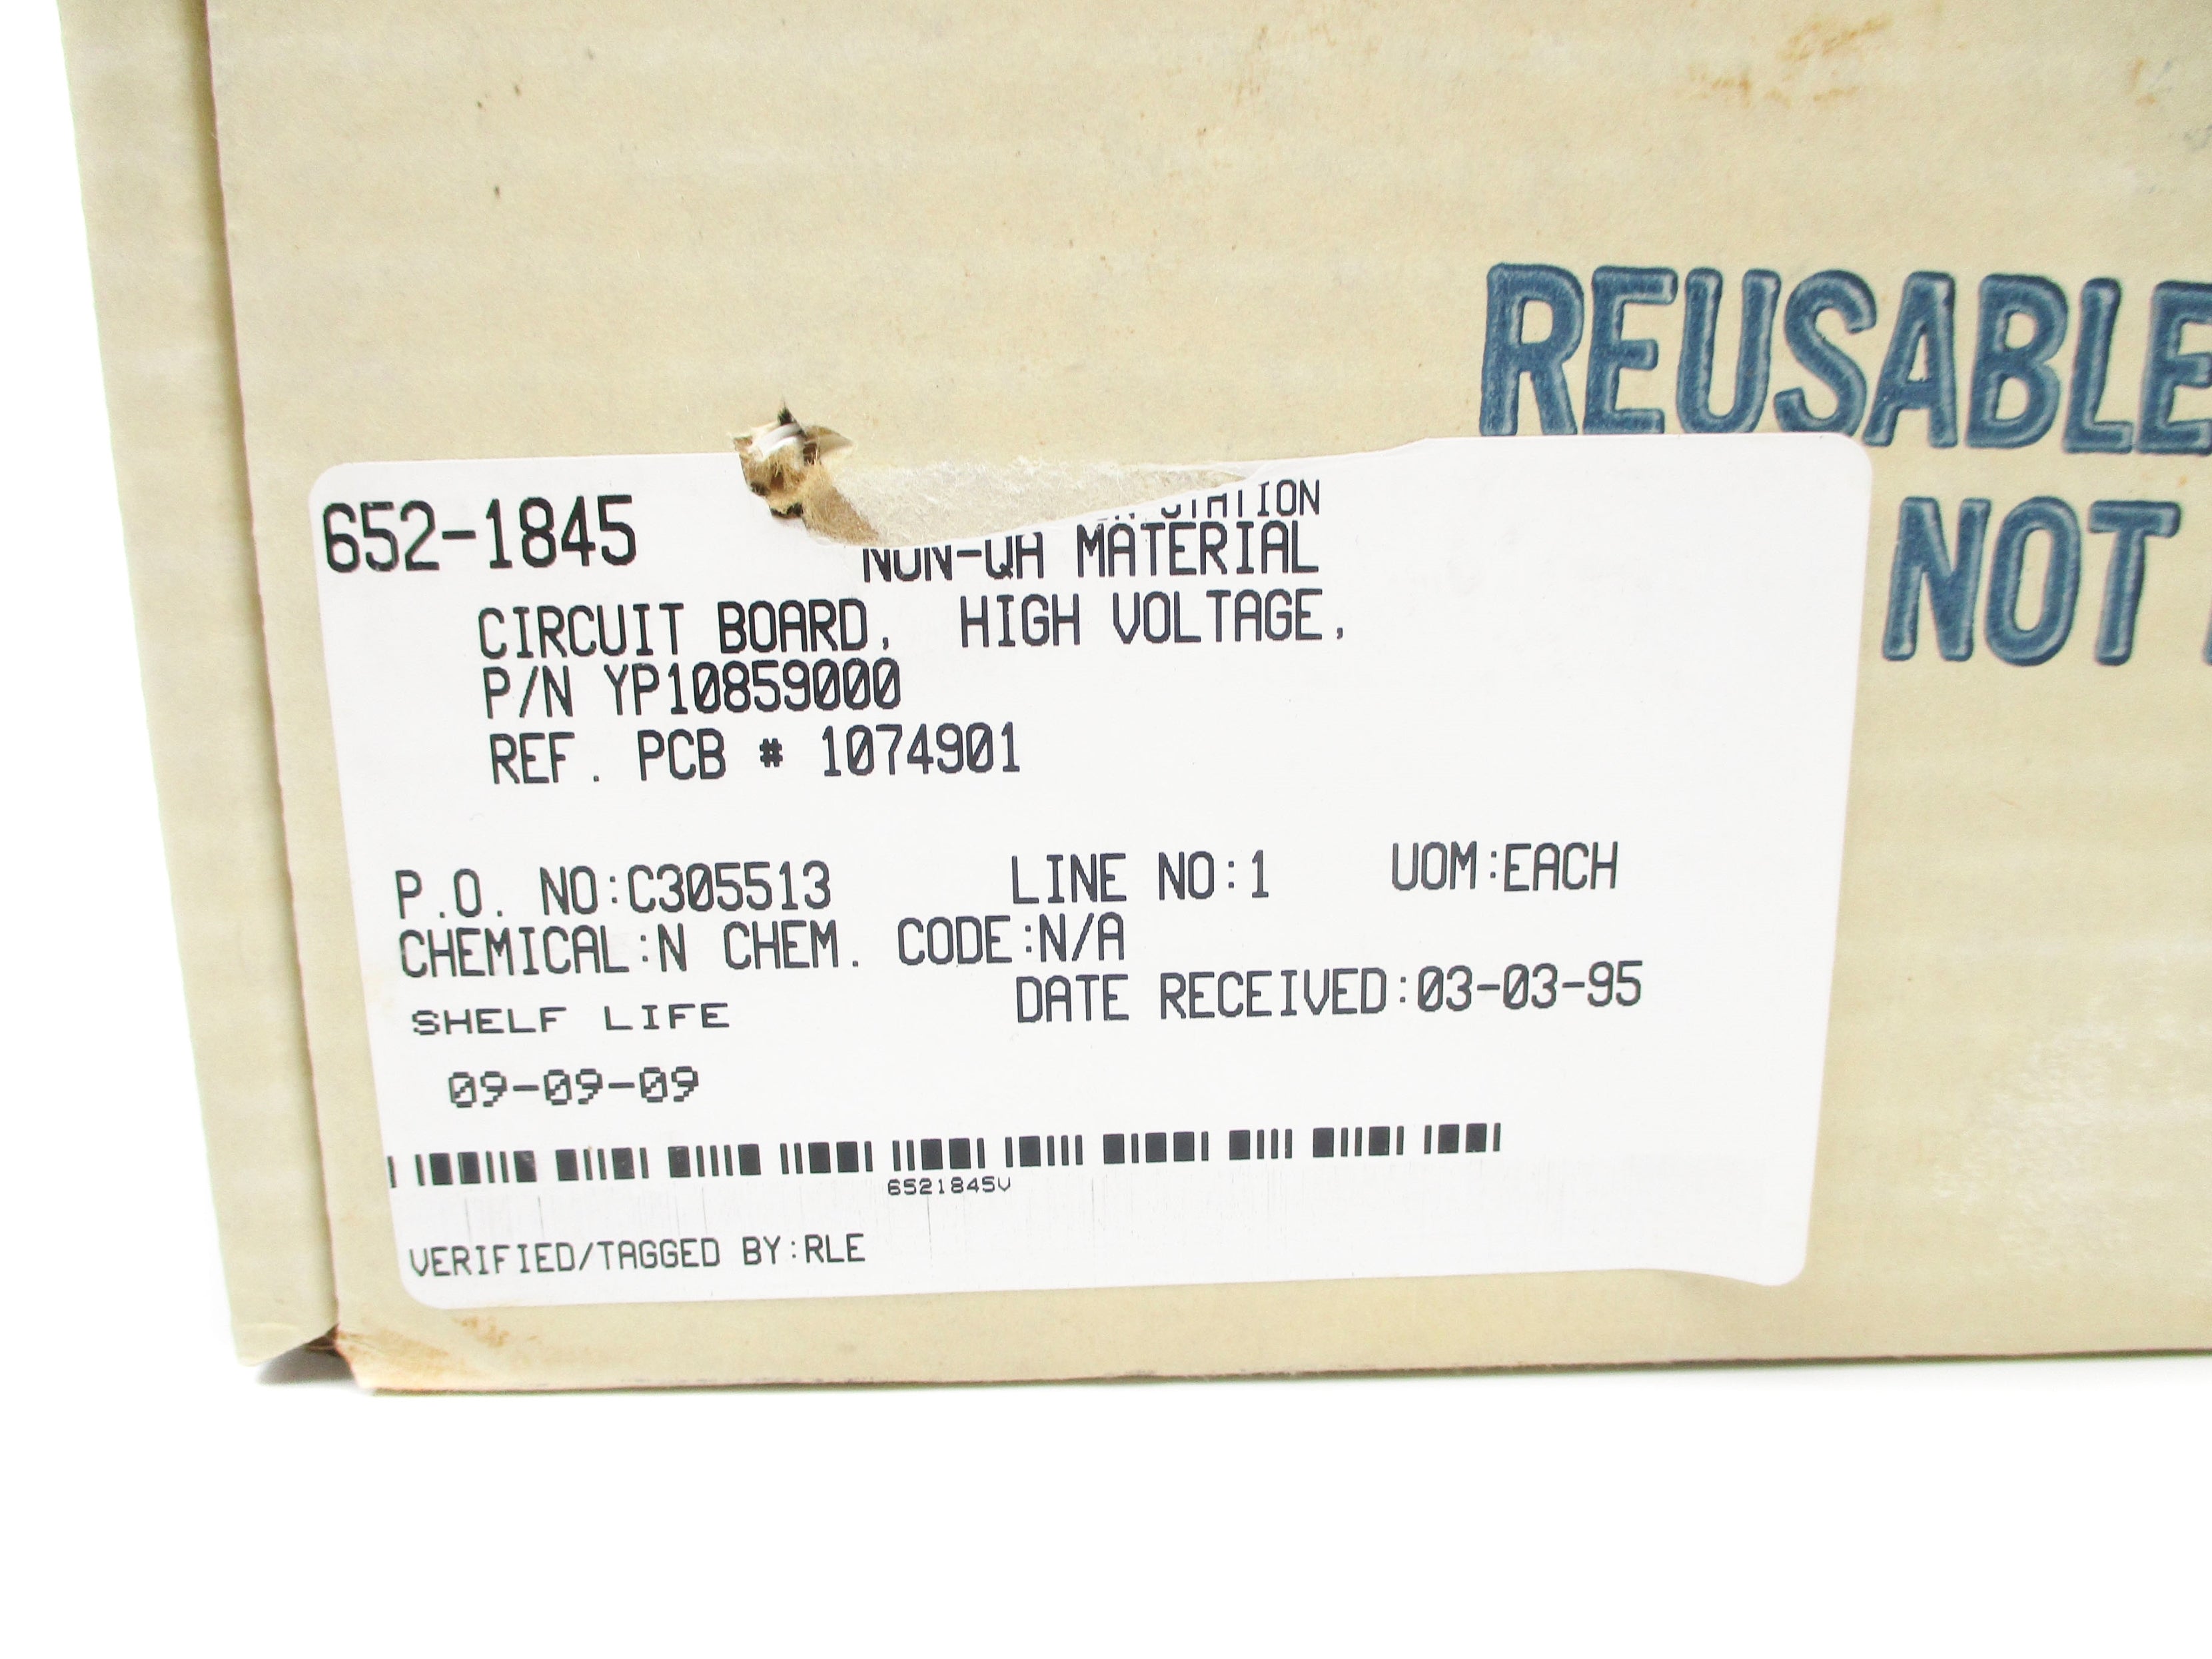 REUSABLE
NOT
652-1845
STATION
NON-QA MATERIAL
CIRCUIT BOARD, HIGH VOLTAGE,
P/N YP10859000
REF. PCB # 1074901
P.O. NO:C305513 LINE NO:1 UOM:EACH
CHEMICAL:N CHEM. CODE:N/A
DATE RECEIVED:03-03-95
SHELF LIFE
09-09-09
6521845V
VERIFIED/TAGGED BY:RLE